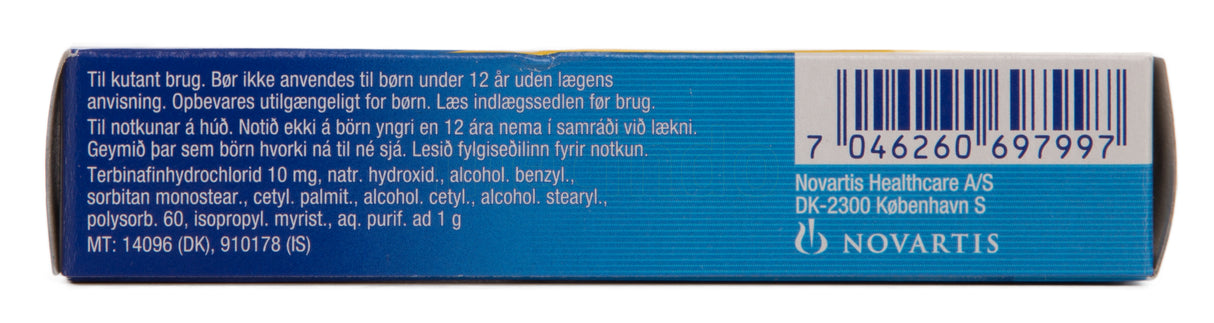 Til kutant brug. Bør ikke anvendes til børn under 12 år uden lægens
anvisning. Opbevares utilgængeligt for børn. Læs indlægssedlen før brug.
Til notkunar á húð. Notið ekki á börn yngri en 12 ára nema í samráði við lækni.
Geymið þar sem börn hvorki ná til né sjá. Lesið fylgiseðilinn fyrir notkun.
Terbinafinhydrochlorid 10 mg, natr. hydroxid., alcohol. benzyl.,
sorbitan monostear., cetyl. palmit., alcohol. cetyl., alcohol. stearyl.,
polysorb. 60, isopropyl. myrist., aq. purif. ad 1 g
MT: 14096 (DK), 910178 (IS)
7 046260 697997
Novartis Healthcare A/S
DK-2300 København S
NOVARTIS